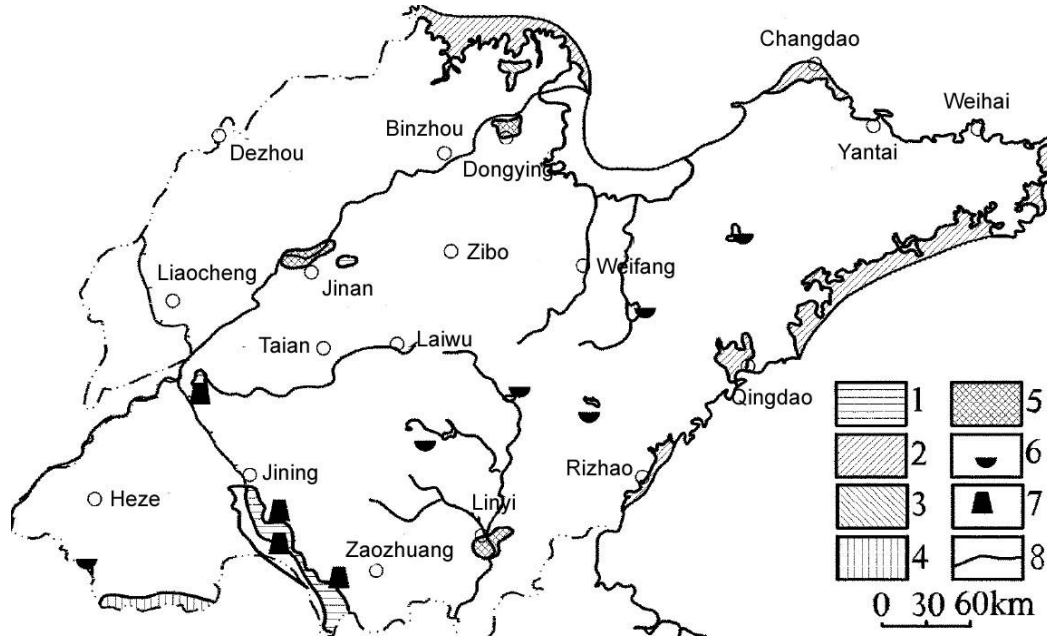 Changdao
Weihai
Binzhou
Dezhou
Yantai
Dongying
Zibo
Weifang
Liaocheng
Jinan
Taian
Laiwu
Qingdao
1
5
2
6
Jining
Rizhao
Heze
Linyi
3
7
Zaozhuang
4
8
0 30 60km